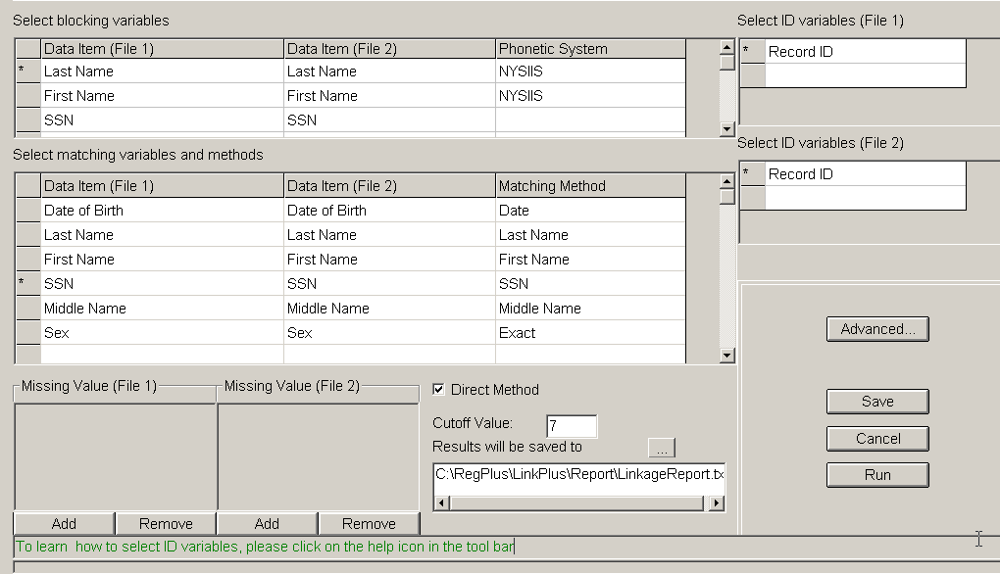 Select blocking variables
Data Item (File 1) Data Item (File 2) Phonetic System
* Last Name Last Name NYSIIS
First Name First Name NYSIIS
SSN SSN
Select matching variables and methods
Data Item (File 1) Data Item (File 2) Matching Method
Date of Birth Date of Birth Date
Last Name Last Name Last Name
First Name First Name First Name
* SSN SSN SSN
Middle Name Middle Name Middle Name
Sex Sex Exact
Select ID variables (File 1)
* Record ID
Select ID variables (File 2)
* Record ID
Missing Value (File 1) Missing Value (File 2)
Add Remove Add Remove
Direct Method
Cutoff Value: 7
Results will be saved to ...
C:\RegPlus\LinkPlus\Report\LinkageReport.tx
Advanced...
Save
Cancel
Run
To learn  how to select ID variables, please click on the help icon in the tool bar